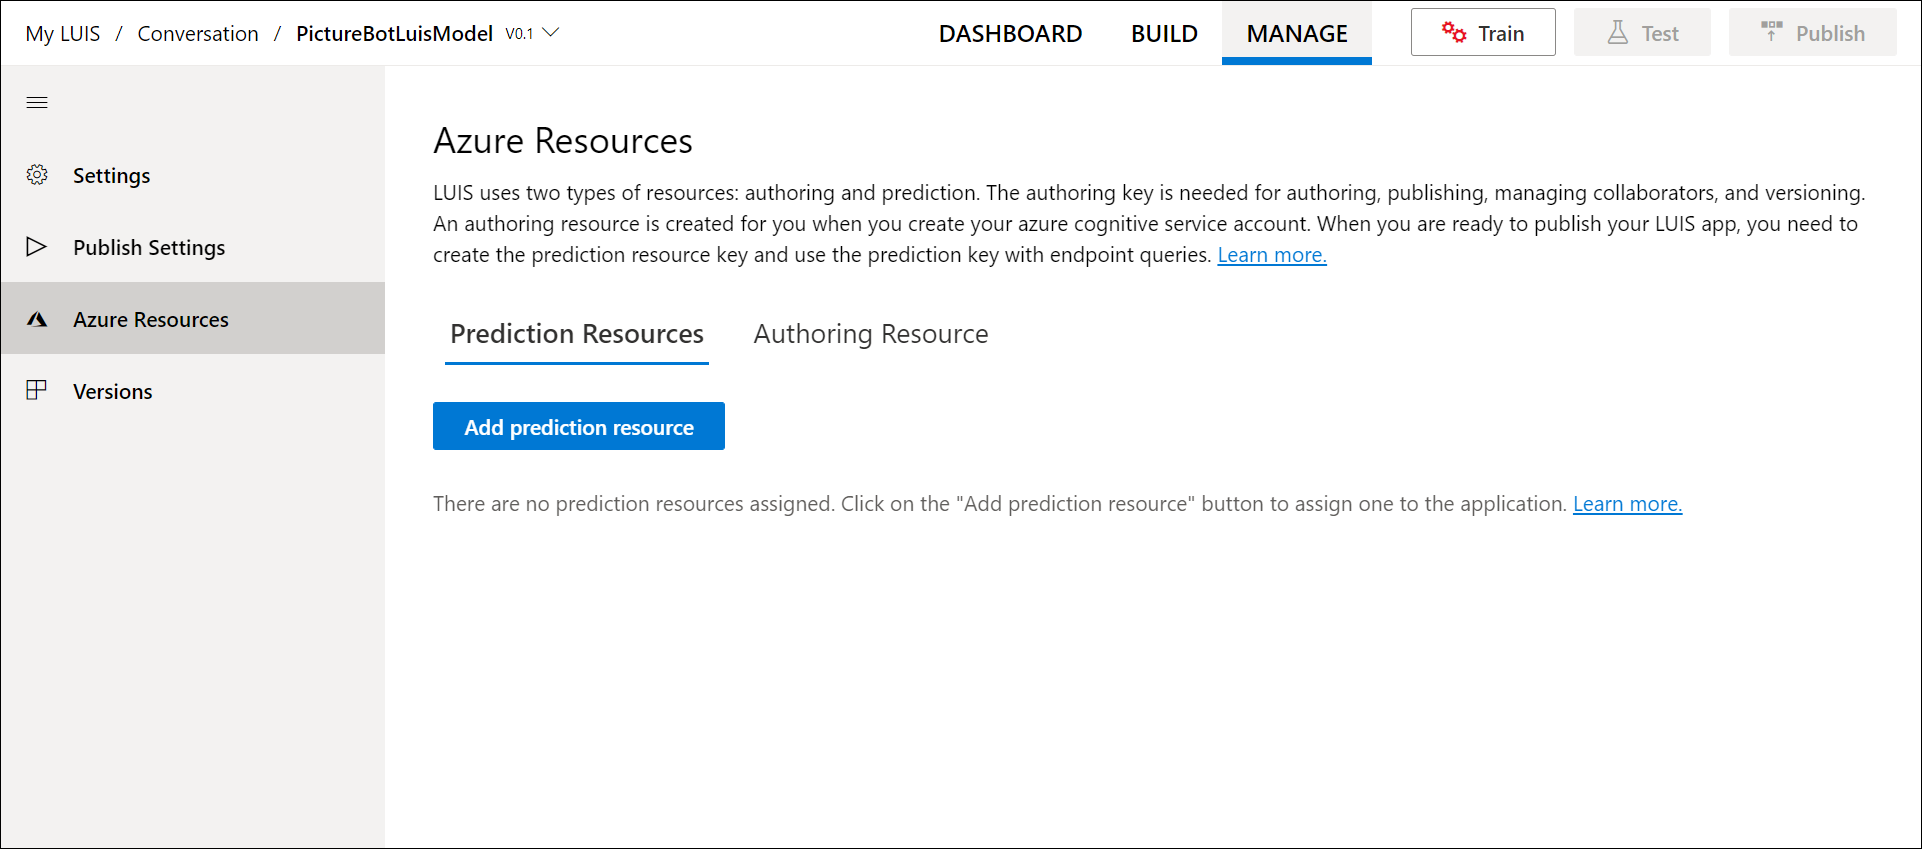 My LUIS / Conversation / PictureBotLuisModel V0.1
DASHBOARD BUILD MANAGE Train Test Publish
Settings
Publish Settings
Azure Resources
Versions
Azure Resources
LUIS uses two types of resources: authoring and prediction. The authoring key is needed for authoring, publishing, managing collaborators, and versioning.
An authoring resource is created for you when you create your azure cognitive service account. When you are ready to publish your LUIS app, you need to
create the prediction resource key and use the prediction key with endpoint queries. Learn more.
Prediction Resources Authoring Resource
Add prediction resource
There are no prediction resources assigned. Click on the "Add prediction resource" button to assign one to the application. Learn more.